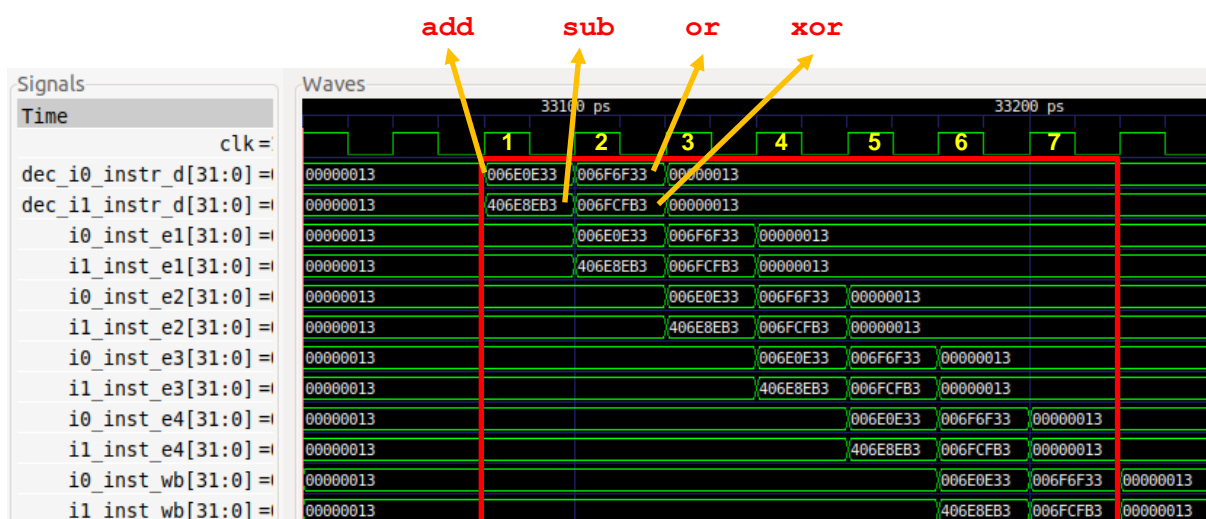 add sub or xor
Signals Waves
Time 33100 ps 33200 ps
clk = 1 2 3 4 5 6 7
dec_i0_instr_d[31:0] = 00000013 006E0E33 006F6F33 00000013
dec_i1_instr_d[31:0] = 00000013 406E8EB3 006FCFB3 00000013
i0_inst_e1[31:0] = 00000013 006E0E33 006F6F33 00000013
i1_inst_e1[31:0] = 00000013 406E8EB3 006FCFB3 00000013
i0_inst_e2[31:0] = 00000013 006E0E33 006F6F33 00000013
i1_inst_e2[31:0] = 00000013 406E8EB3 006FCFB3 00000013
i0_inst_e3[31:0] = 00000013 006E0E33 006F6F33 00000013
i1_inst_e3[31:0] = 00000013 406E8EB3 006FCFB3 00000013
i0_inst_e4[31:0] = 00000013 006E0E33 006F6F33 00000013
i1_inst_e4[31:0] = 00000013 406E8EB3 006FCFB3 00000013
i0_inst_wb[31:0] = 00000013 006E0E33 006F6F33 00000013
i1_inst_wb[31:0] = 00000013 406E8EB3 006FCFB3 00000013